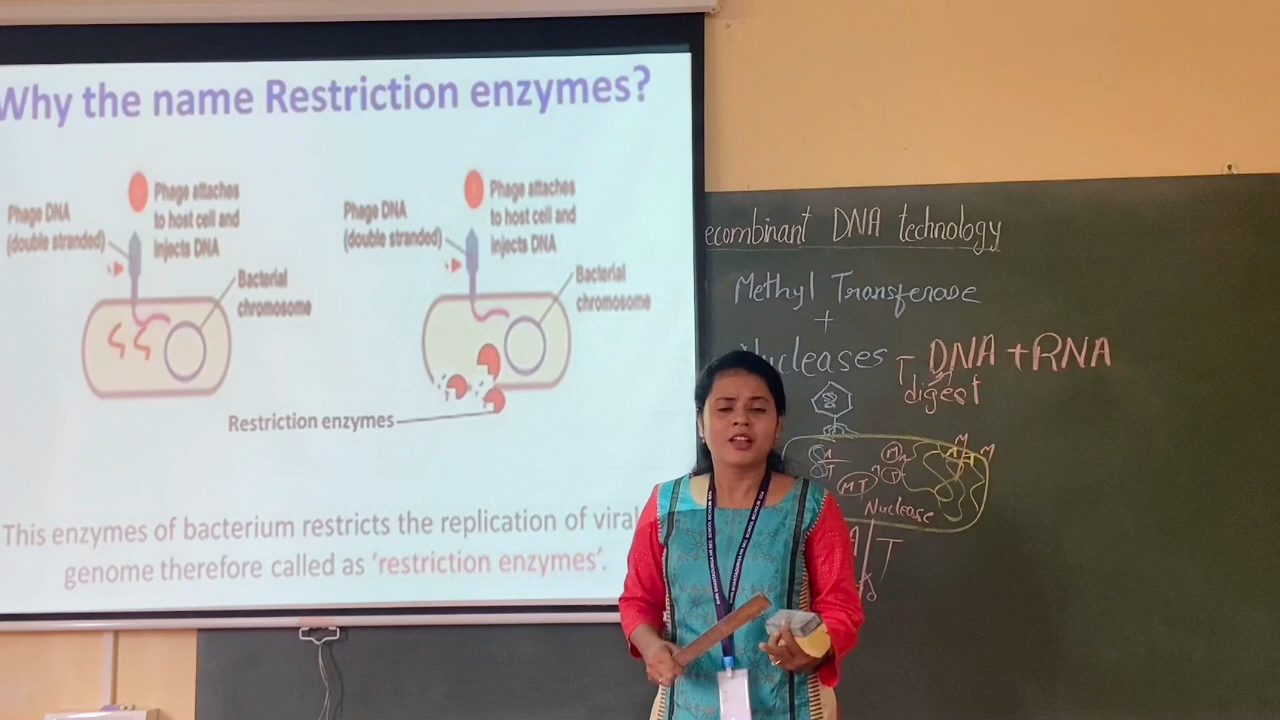 Why the name Restriction enzymes?
Phage DNA
(double stranded)
Phage attaches
to host cell and
injects DNA
Bacterial
chromosome
Phage DNA
(double stranded)
Phage attaches
to host cell and
injects DNA
Bacterial
chromosome
Restriction enzymes
This enzymes of bacterium restricts the replication of viral
genome therefore called as ‘restriction enzymes’.
ecombinant DNA technology
Methyl Transferase
+
Nucleases T DNA + RNA
digest
M M
A T
M A
M T
MT
Nuclease
A T